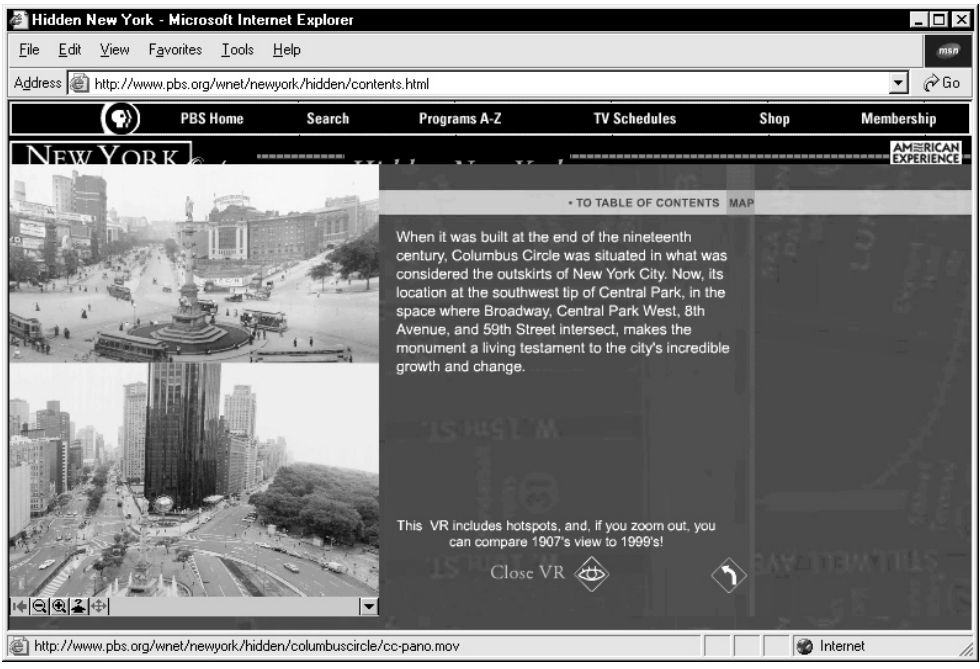 Hidden New York - Microsoft Internet Explorer
File Edit View Favorites Tools Help
msn
Address http://www.pbs.org/wnet/newyork/hidden/contents.html Go
PBS Home Search Programs A-Z TV Schedules Shop Membership
NEW YORK
AMERICAN
EXPERIENCE
• TO TABLE OF CONTENTS MAP
When it was built at the end of the nineteenth
century, Columbus Circle was situated in what was
considered the outskirts of New York City. Now, its
location at the southwest tip of Central Park, in the
space where Broadway, Central Park West, 8th
Avenue, and 59th Street intersect, makes the
monument a living testament to the city's incredible
growth and change.
This VR includes hotspots, and, if you zoom out, you
can compare 1907's view to 1999's!
Close VR
http://www.pbs.org/wnet/newyork/hidden/columbuscircle/cc-pano.mov Internet